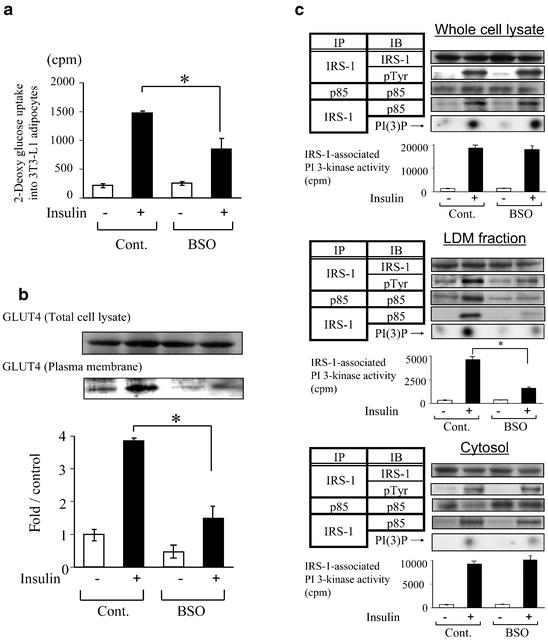 a
(cpm)
2-Deoxy glucose uptake
into 3T3-L1 adipocytes
2000
1500
1000
500
0
*
Insulin - + - +
Cont. BSO
b
GLUT4 (Total cell lysate)
GLUT4 (Plasma membrane)
Fold / control
4
3
2
1
0
*
Insulin - + - +
Cont. BSO
c
Whole cell lysate
IP IB
IRS-1 IRS-1
pTyr
p85 p85
IRS-1 p85
PI(3)P →
IRS-1-associated
PI 3-kinase activity
(cpm)
20000
10000
0
Insulin - + - +
Cont. BSO
LDM fraction
IP IB
IRS-1 IRS-1
pTyr
p85 p85
IRS-1 p85
PI(3)P →
IRS-1-associated
PI 3-kinase activity
(cpm)
5000
2500
0
*
Insulin - + - +
Cont. BSO
Cytosol
IP IB
IRS-1 IRS-1
pTyr
p85 p85
IRS-1 p85
PI(3)P →
IRS-1-associated
PI 3-kinase activity
(cpm)
10000
5000
0
Insulin - + - +
Cont. BSO